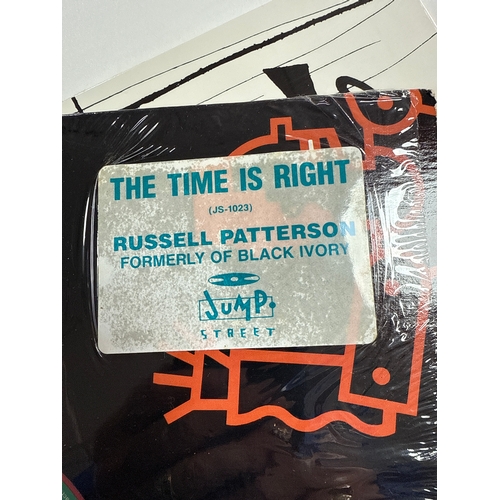 THE TIME IS RIGHT
(JS-1023)
RUSSELL PATTERSON
FORMERLY OF BLACK IVORY
JUMP.
STREET